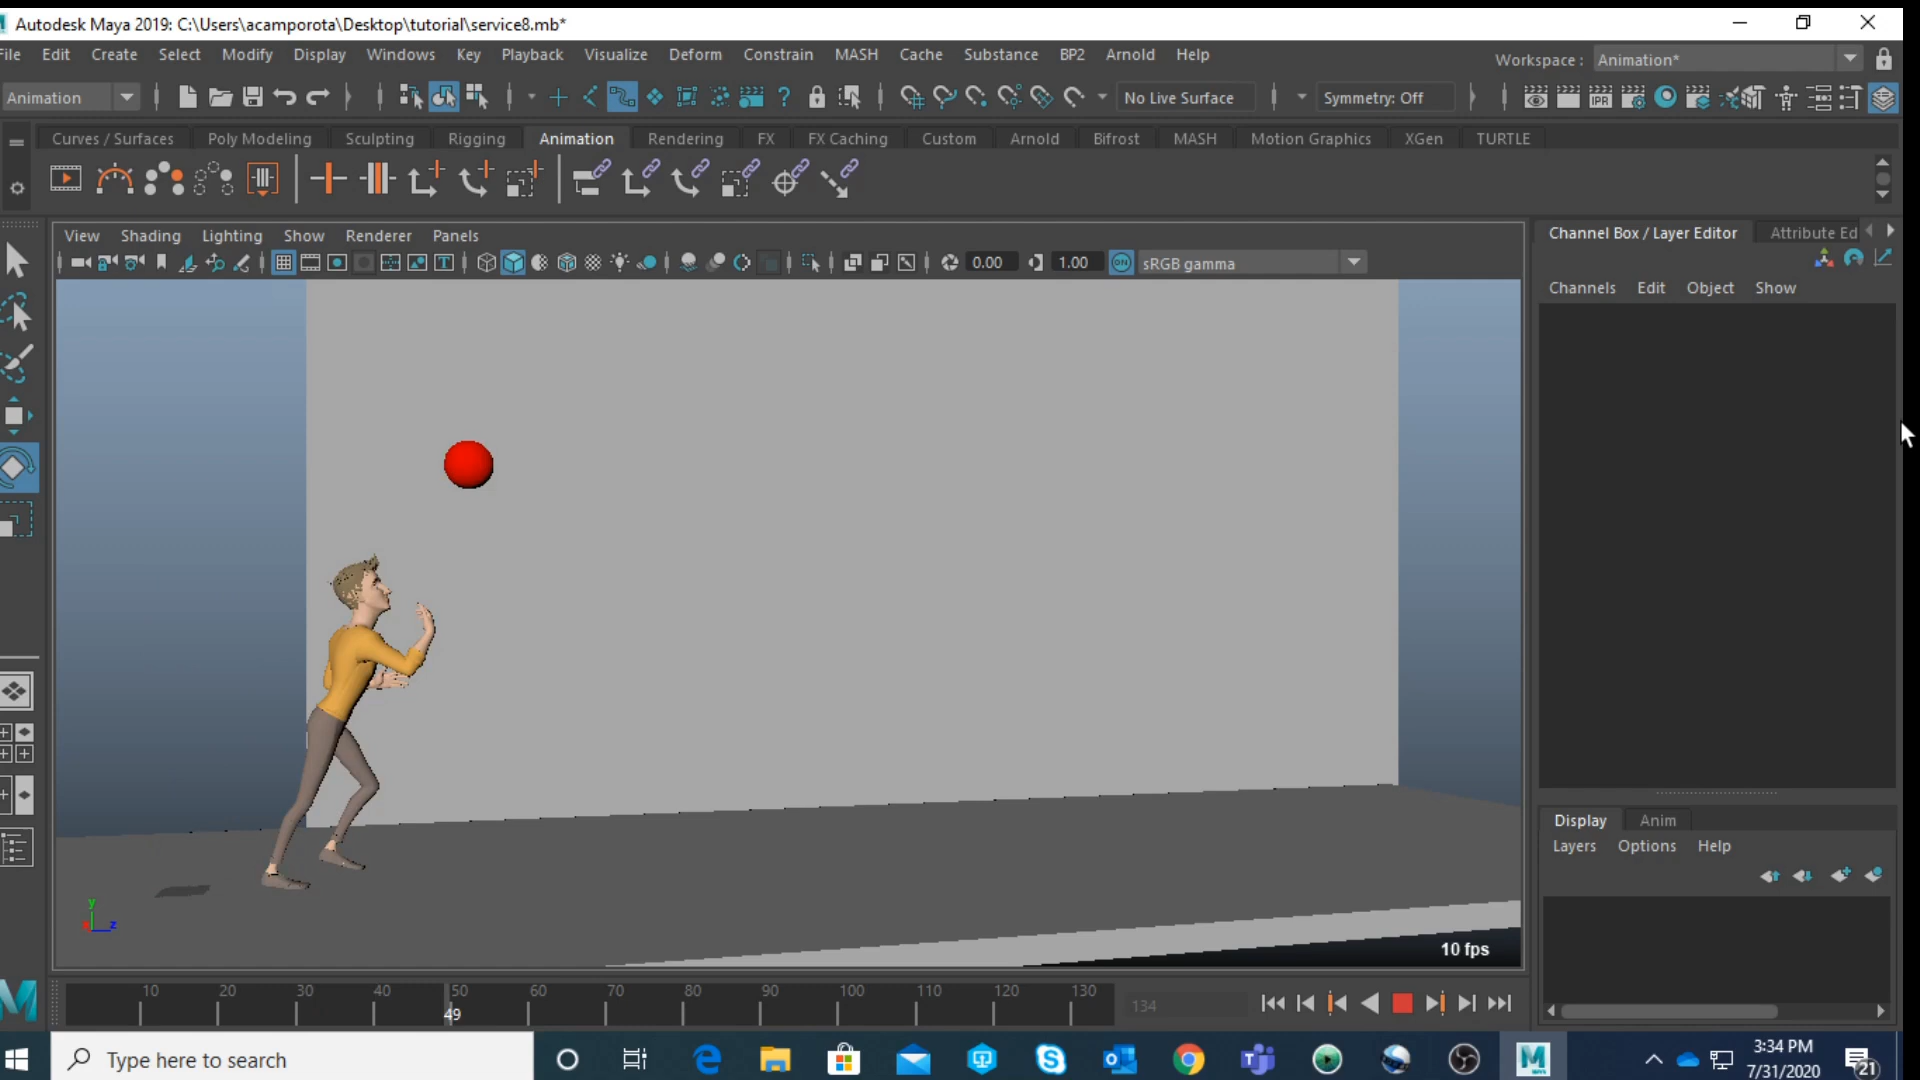 Autodesk Maya 2019: C:\Users\acamporota\Desktop\tutorial\service8.mb*
File Edit Create Select Modify Display Windows Key Playback Visualize Deform Constrain MASH Cache Substance BP2 Arnold Help
Workspace : Animation*
Animation No Live Surface Symmetry: Off
IPR
Curves / Surfaces Poly Modeling Sculpting Rigging Animation Rendering FX FX Caching Custom Arnold Bifrost MASH Motion Graphics XGen TURTLE
View Shading Lighting Show Renderer Panels
0.00 1.00 ON sRGB gamma
Channel Box / Layer Editor Attribute Ed
Channels Edit Object Show
Display Anim
Layers Options Help
y
z
10 fps
10 20 30 40 50 60 70 80 90 100 110 120 130
49
134
Type here to search
3:34 PM
7/31/2020
21